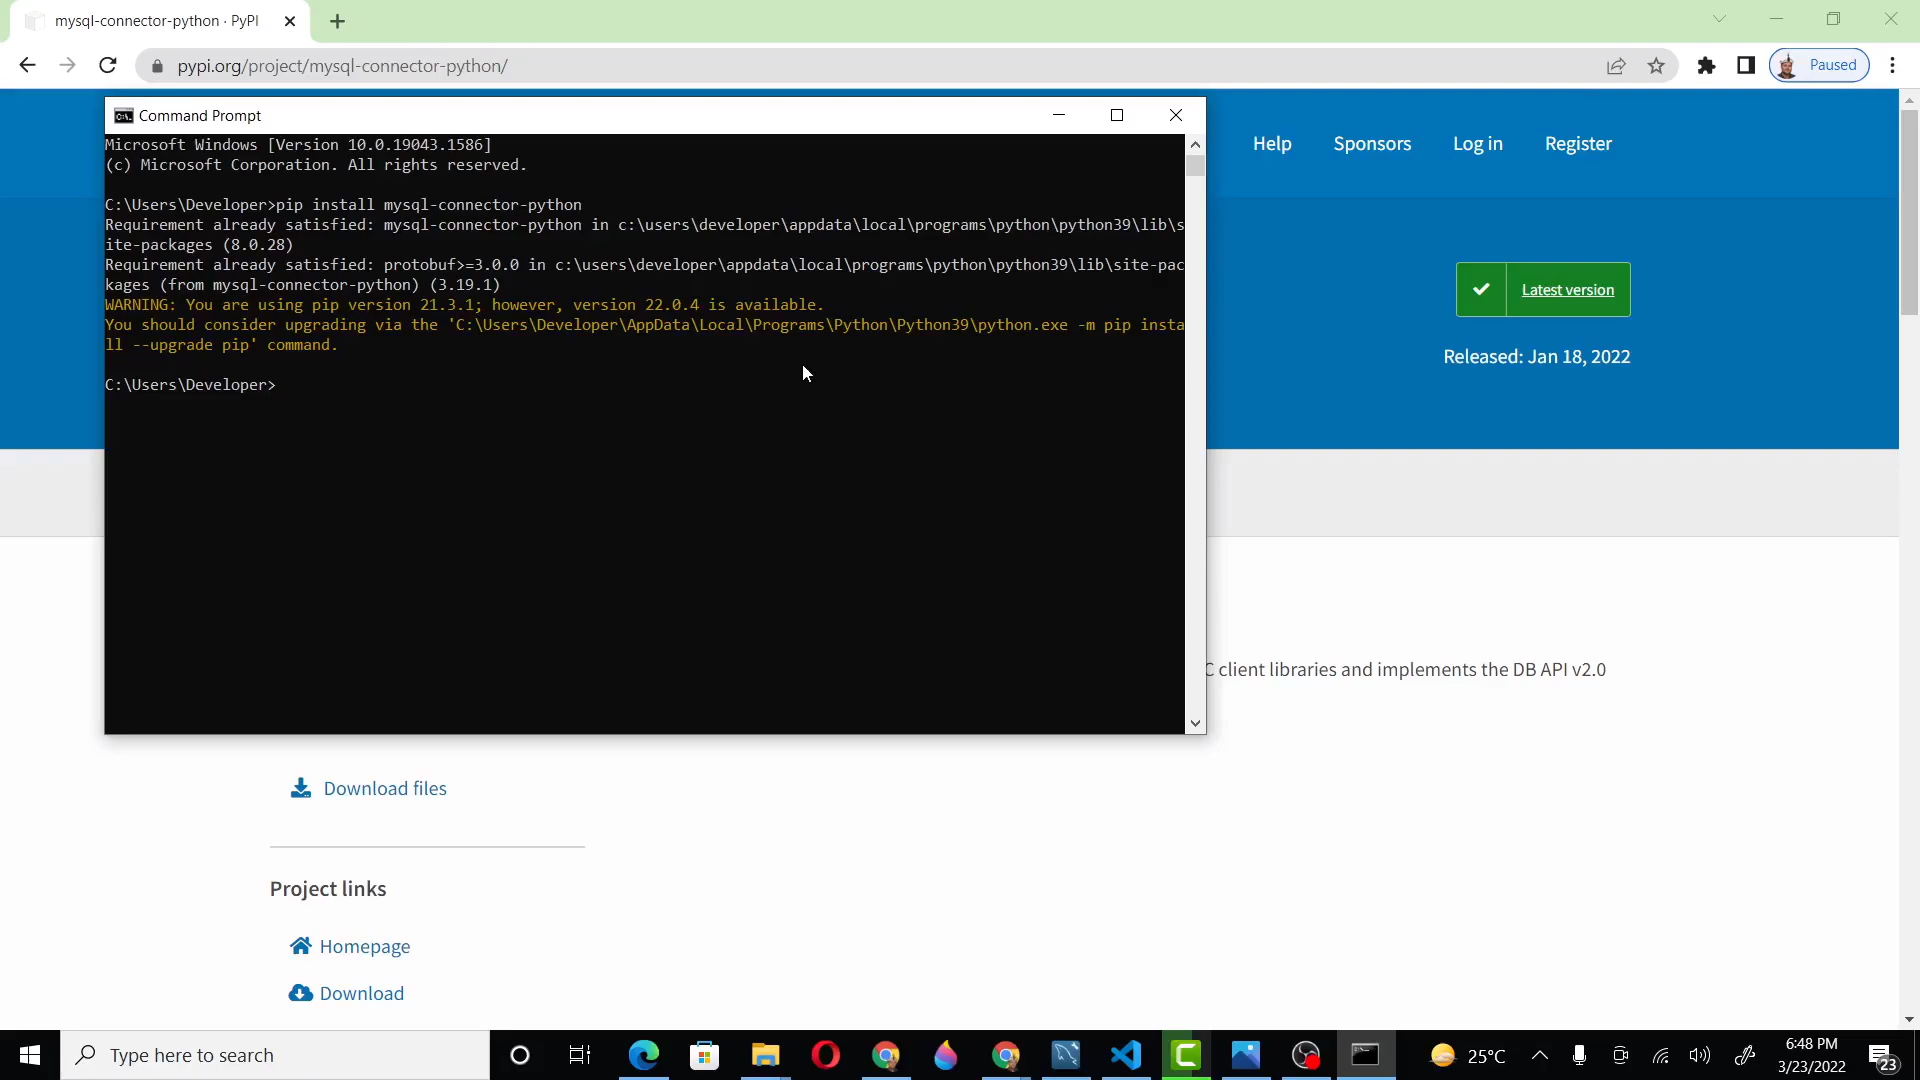 mysql-connector-python · PyPI
pypi.org/project/mysql-connector-python/
Paused
Command Prompt
Microsoft Windows [Version 10.0.19043.1586]
(c) Microsoft Corporation. All rights reserved.
C:\Users\Developer>pip install mysql-connector-python
Requirement already satisfied: mysql-connector-python in c:\users\developer\appdata\local\programs\python\python39\lib\s
ite-packages (8.0.28)
Requirement already satisfied: protobuf>=3.0.0 in c:\users\developer\appdata\local\programs\python\python39\lib\site-pac
kages (from mysql-connector-python) (3.19.1)
WARNING: You are using pip version 21.3.1; however, version 22.0.4 is available.
You should consider upgrading via the 'C:\Users\Developer\AppData\Local\Programs\Python\Python39\python.exe -m pip insta
ll --upgrade pip' command.
C:\Users\Developer>
Help Sponsors Log in Register
Latest version
Released: Jan 18, 2022
C client libraries and implements the DB API v2.0
Download files
Project links
Homepage
Download
Type here to search
25°C
6:48 PM
3/23/2022
23